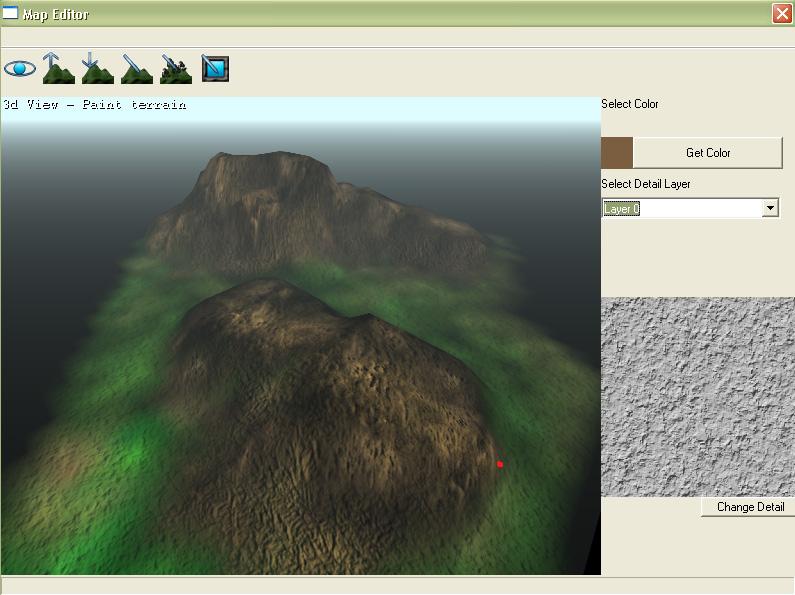 Map Editor
3d View - Paint terrain
Select Color
Get Color
Select Detail Layer
Layer 0
Change Detail